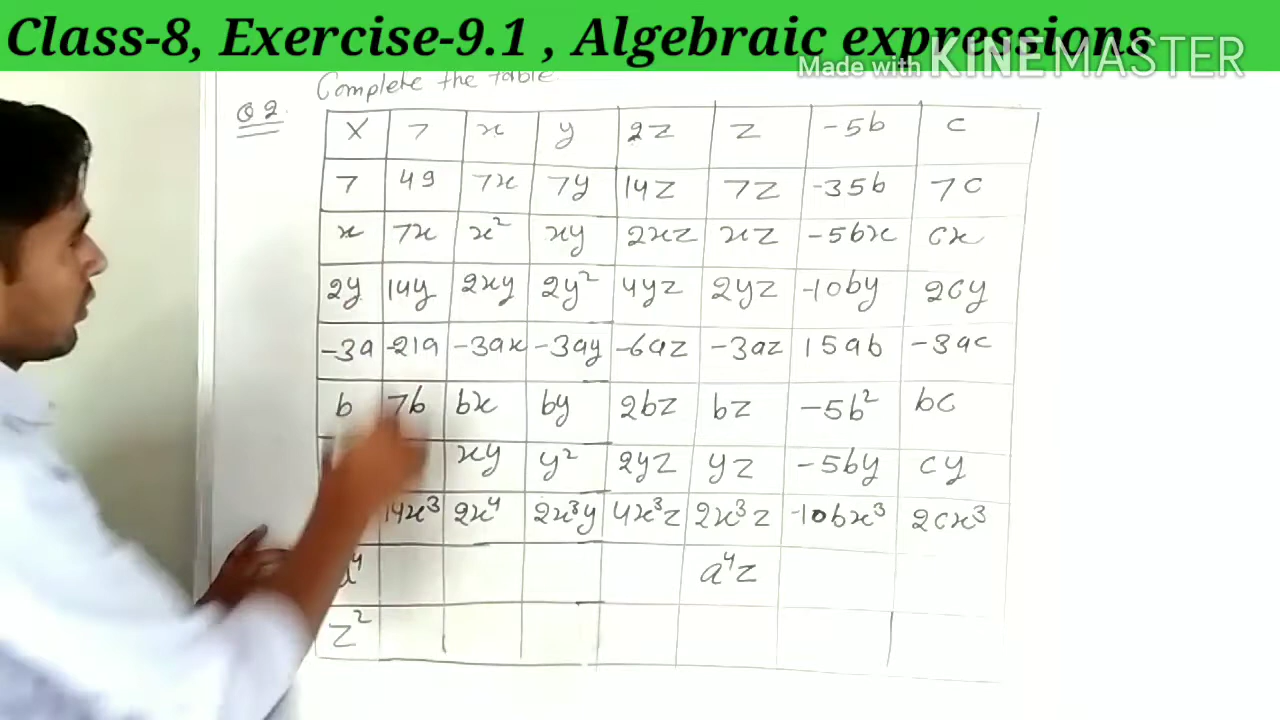 Class-8, Exercise-9.1 , Algebraic expressions
Made with KINEMASTER
Complete the table
Q 2.
X 7 x y 2z z -5b c
7 49 7x 7y 14z 7z -35b 7c
x 7x x² xy 2xz xz -5bx cx
2y 14y 2xy 2y² 4yz 2yz -10by 2cy
-3a -21a -3ax -3ay -6az -3az 15ab -3ac
b 7b bx by 2bz bz -5b² bc
xy y² 2yz yz -5by cy
14x³ 2x⁴ 2x³y 4x³z 2x³z -10bx³ 2cx³
a⁴ a⁴z
z²